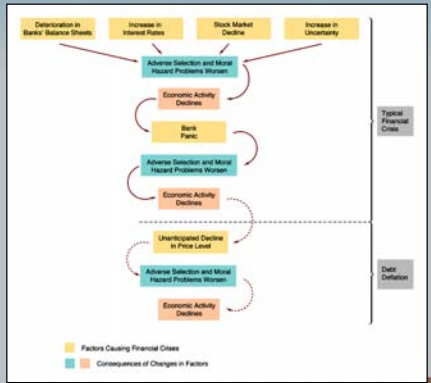 Deterioration in
Banks' Balance Sheets
Increase in
Interest Rates
Stock Market
Decline
Increase in
Uncertainty
Adverse Selection and Moral
Hazard Problems Worsen
Economic Activity
Declines
Bank
Panic
Adverse Selection and Moral
Hazard Problems Worsen
Economic Activity
Declines
Typical
Financial
Crisis
Unanticipated Decline
in Price Level
Adverse Selection and Moral
Hazard Problems Worsen
Economic Activity
Declines
Debt
Deflation
Factors Causing Financial Crises
Consequences of Changes in Factors